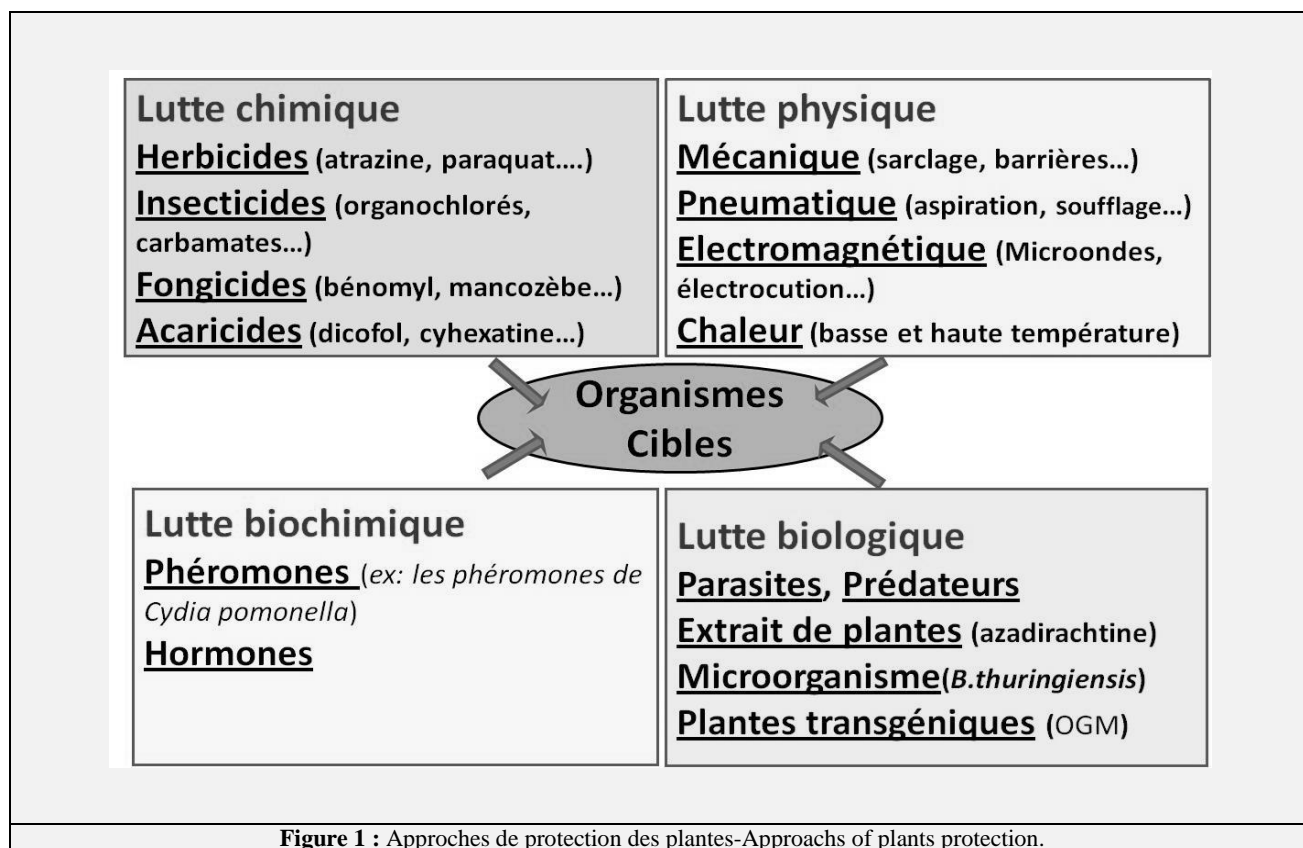 Lutte chimique
Herbicides (atrazine, paraquat....)
Insecticides (organochlorés,
carbamates...)
Fongicides (bénomyl, mancozèbe...)
Acaricides (dicofol, cyhexatine...)
Lutte physique
Mécanique (sarclage, barrières...)
Pneumatique (aspiration, soufflage...)
Electromagnétique (Microondes,
électrocution...)
Chaleur (basse et haute température)
Organismes
Cibles
Lutte biochimique
Phéromones (ex: les phéromones de
Cydia pomonella)
Hormones
Lutte biologique
Parasites, Prédateurs
Extrait de plantes (azadirachtine)
Microorganisme(B.thuringiensis)
Plantes transgéniques (OGM)
Figure 1 : Approches de protection des plantes-Approachs of plants protection.